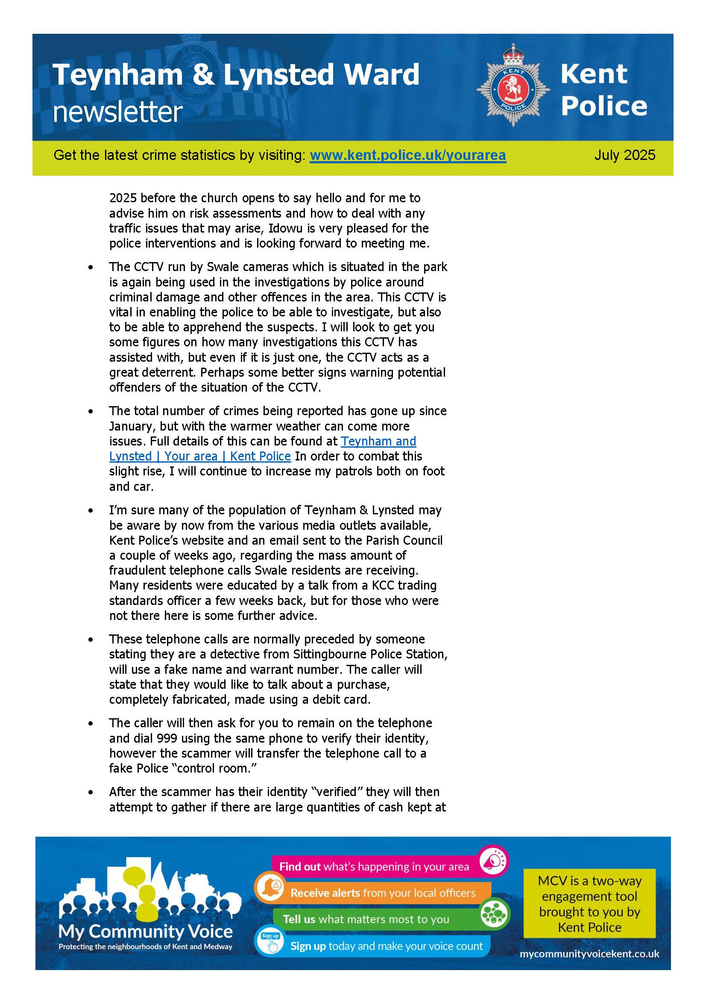 Teynham & Lynsted Ward
newsletter
KENT
POLICE
Kent
Police
Get the latest crime statistics by visiting: www.kent.police.uk/yourarea July 2025
2025 before the church opens to say hello and for me to
advise him on risk assessments and how to deal with any
traffic issues that may arise, Idowu is very pleased for the
police interventions and is looking forward to meeting me.
• The CCTV run by Swale cameras which is situated in the park
is again being used in the investigations by police around
criminal damage and other offences in the area. This CCTV is
vital in enabling the police to be able to investigate, but also
to be able to apprehend the suspects. I will look to get you
some figures on how many investigations this CCTV has
assisted with, but even if it is just one, the CCTV acts as a
great deterrent. Perhaps some better signs warning potential
offenders of the situation of the CCTV.
• The total number of crimes being reported has gone up since
January, but with the warmer weather can come more
issues. Full details of this can be found at Teynham and
Lynsted | Your area | Kent Police In order to combat this
slight rise, I will continue to increase my patrols both on foot
and car.
• I’m sure many of the population of Teynham & Lynsted may
be aware by now from the various media outlets available,
Kent Police’s website and an email sent to the Parish Council
a couple of weeks ago, regarding the mass amount of
fraudulent telephone calls Swale residents are receiving.
Many residents were educated by a talk from a KCC trading
standards officer a few weeks back, but for those who were
not there here is some further advice.
• These telephone calls are normally preceded by someone
stating they are a detective from Sittingbourne Police Station,
will use a fake name and warrant number. The caller will
state that they would like to talk about a purchase,
completely fabricated, made using a debit card.
• The caller will then ask for you to remain on the telephone
and dial 999 using the same phone to verify their identity,
however the scammer will transfer the telephone call to a
fake Police “control room.”
• After the scammer has their identity “verified” they will then
attempt to gather if there are large quantities of cash kept at
My Community Voice
Protecting the neighbourhoods of Kent and Medway
Find out what’s happening in your area
Receive alerts from your local officers
Tell us what matters most to you
Sign up
Sign up today and make your voice count
MCV is a two-way
engagement tool
brought to you by
Kent Police
mycommunityvoicekent.co.uk